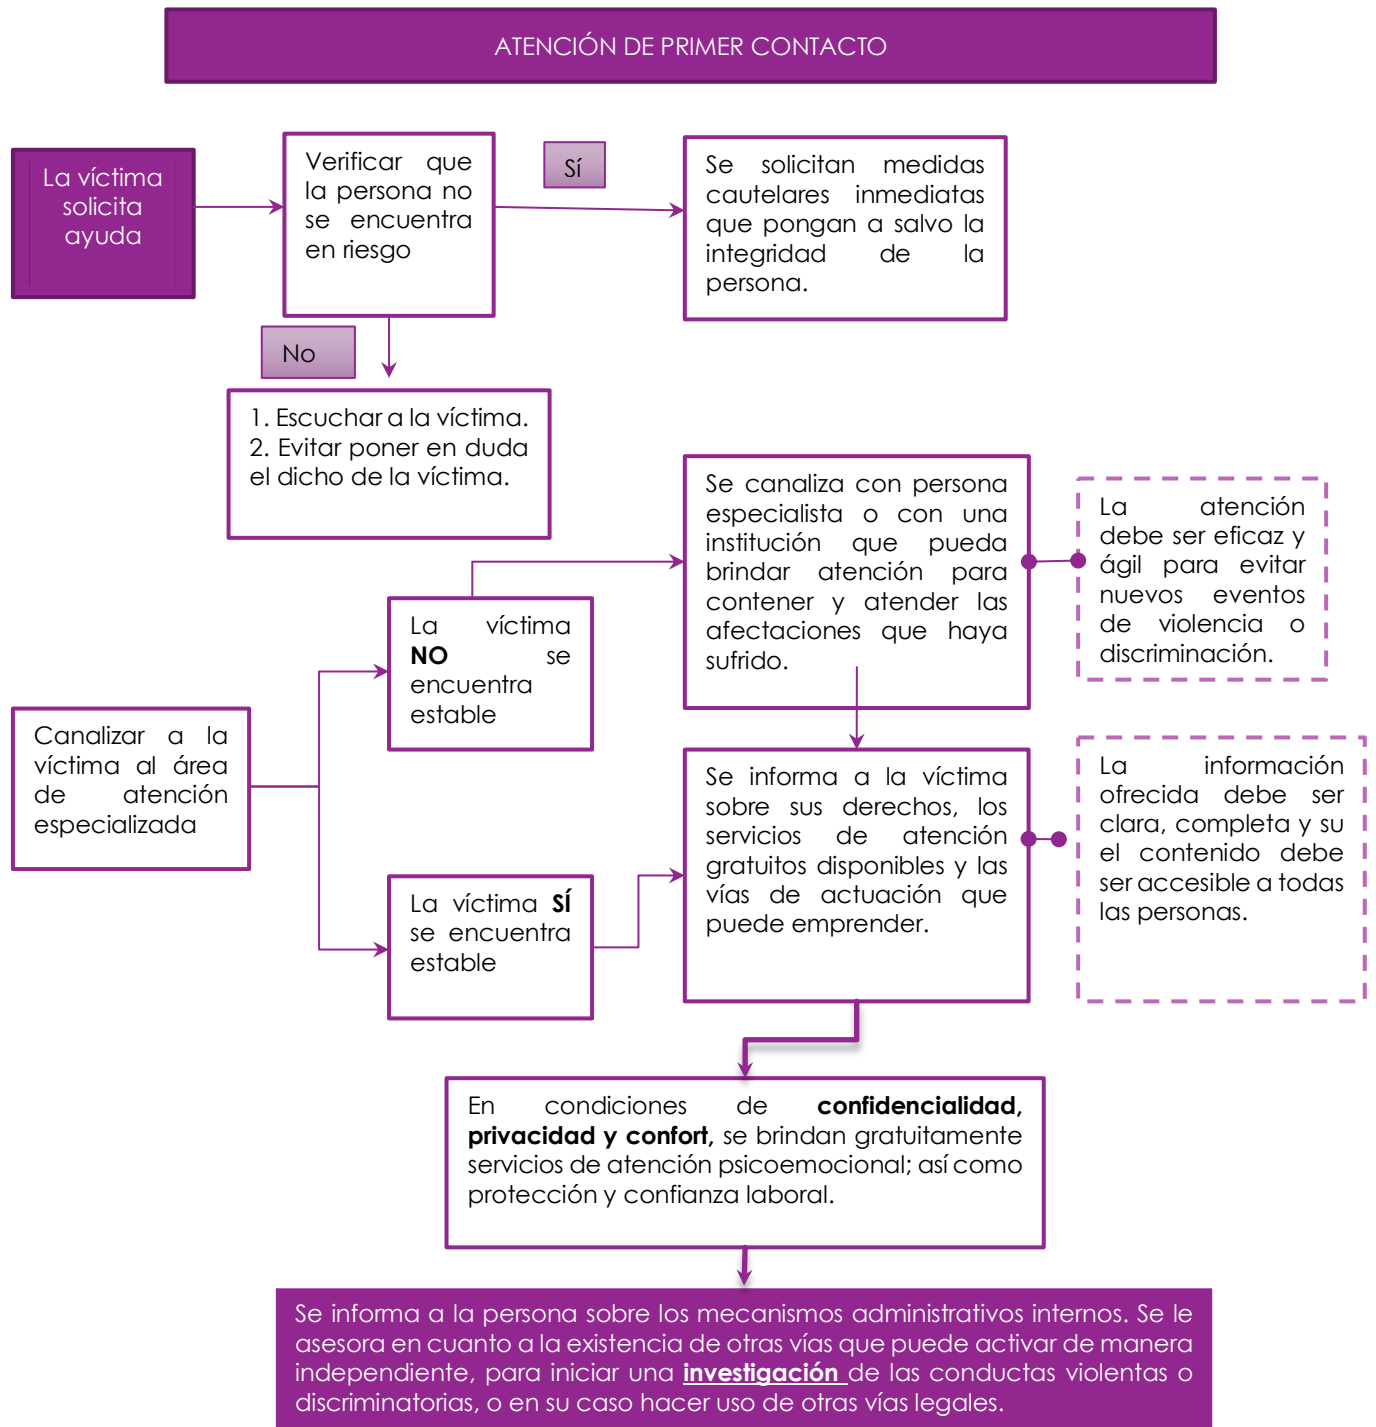 ATENCIÓN DE PRIMER CONTACTO
La víctima
solicita
ayuda
Verificar que
la persona no
se encuentra
en riesgo
Sí
Se solicitan medidas
cautelares inmediatas
que pongan a salvo la
integridad de la
persona.
No
1. Escuchar a la víctima.
2. Evitar poner en duda
el dicho de la víctima.
Se canaliza con persona
especialista o con una
institución que pueda
brindar atención para
contener y atender las
afectaciones que haya
sufrido.
La atención
debe ser eficaz y
ágil para evitar
nuevos eventos
de violencia o
discriminación.
La víctima
NO se
encuentra
estable
Canalizar a la
víctima al área
de atención
especializada
Se informa a la víctima
sobre sus derechos, los
servicios de atención
gratuitos disponibles y las
vías de actuación que
puede emprender.
La información
ofrecida debe ser
clara, completa y su
el contenido debe
ser accesible a todas
las personas.
La víctima SÍ
se encuentra
estable
En condiciones de confidencialidad,
privacidad y confort, se brindan gratuitamente
servicios de atención psicoemocional; así como
protección y confianza laboral.
Se informa a la persona sobre los mecanismos administrativos internos. Se le
asesora en cuanto a la existencia de otras vías que puede activar de manera
independiente, para iniciar una investigación de las conductas violentas o
discriminatorias, o en su caso hacer uso de otras vías legales.